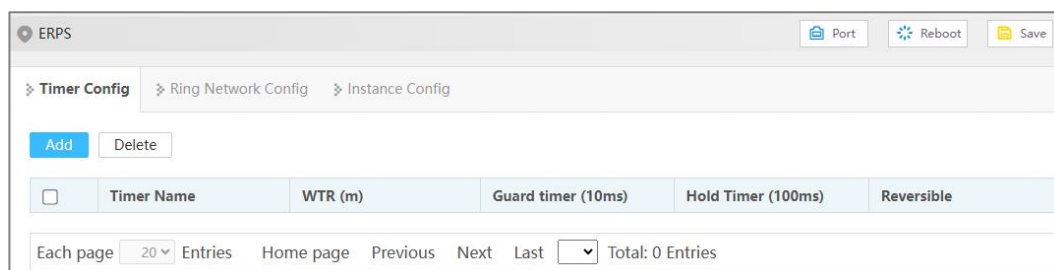 ERPS Port Reboot Save
Timer Config Ring Network Config Instance Config
Add Delete
Timer Name WTR (m) Guard timer (10ms) Hold Timer (100ms) Reversible
Each page 20 Entries Home page Previous Next Last Total: 0 Entries